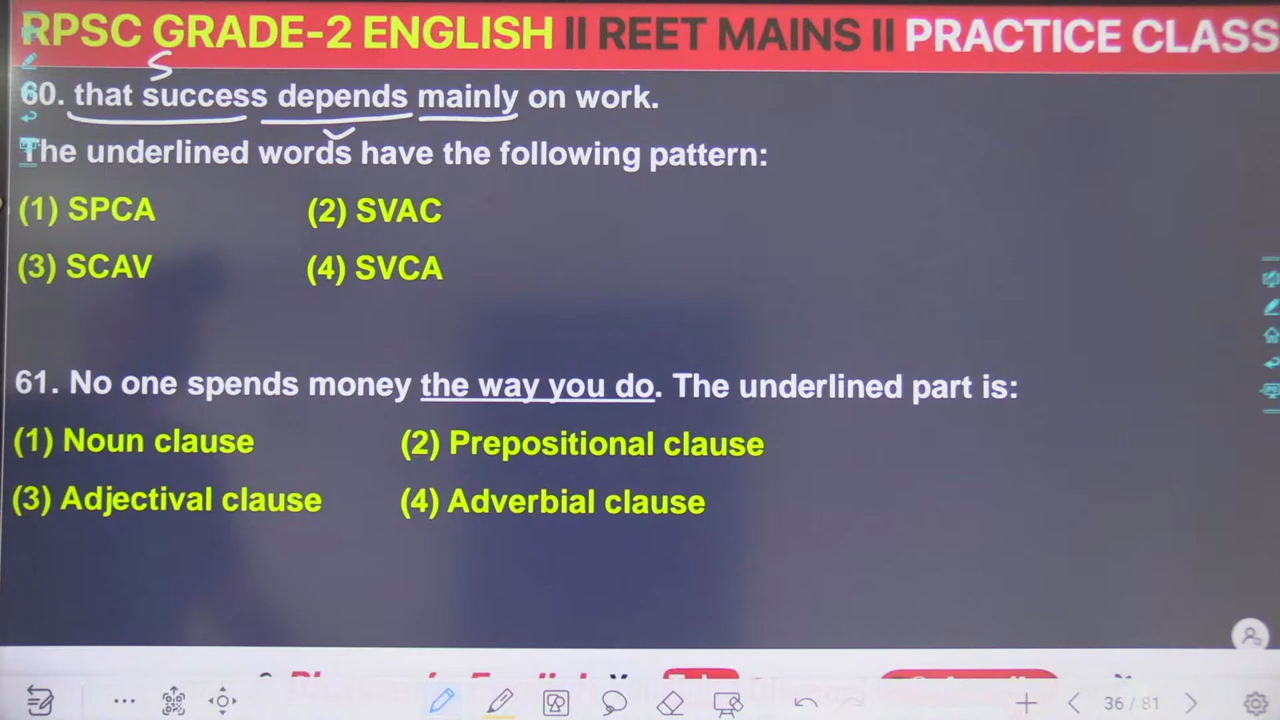 RPSC GRADE-2 ENGLISH II REET MAINS II PRACTICE CLASS
S
60. that success depends mainly on work.
The underlined words have the following pattern:
(1) SPCA (2) SVAC
(3) SCAV (4) SVCA
61. No one spends money the way you do. The underlined part is:
(1) Noun clause (2) Prepositional clause
(3) Adjectival clause (4) Adverbial clause
36 / 81